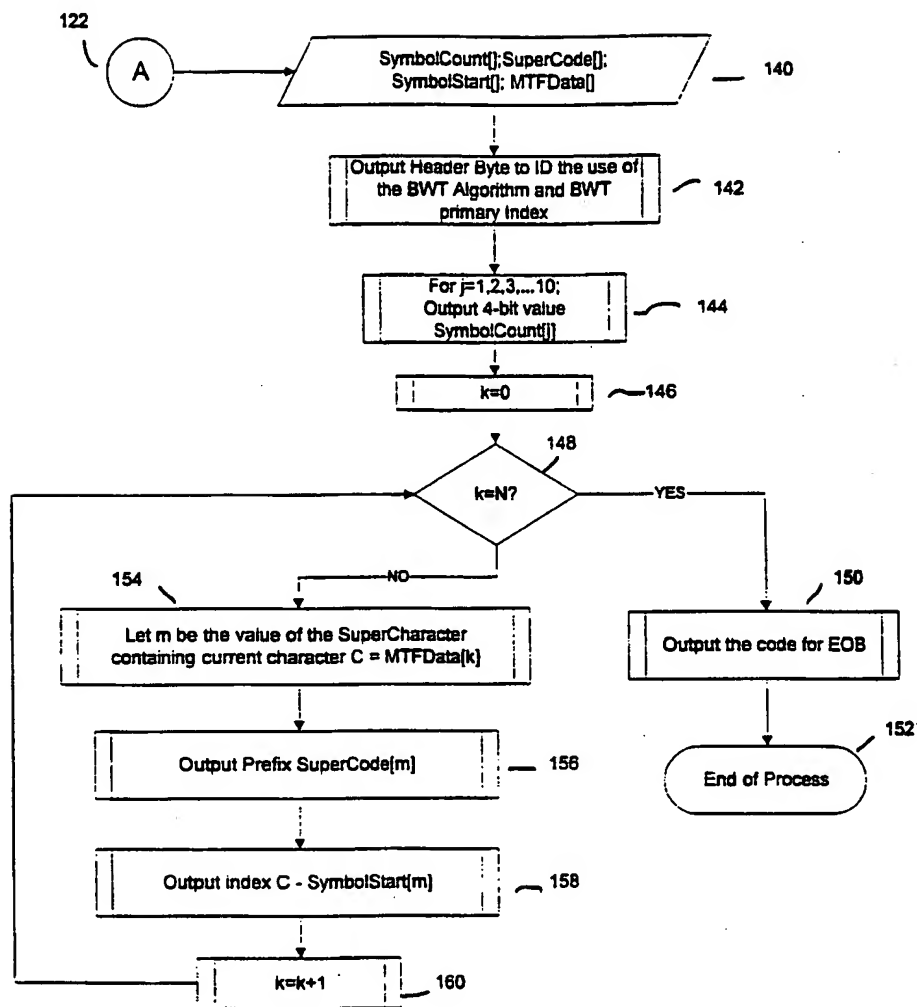 122
A
SymbolCount[];SuperCode[];
SymbolStart[]; MTFData[]
140
Output Header Byte to ID the use of
the BWT Algorithm and BWT
primary Index
142
For j=1,2,3,...10;
Output 4-bit value
SymbolCount[j]
144
k=0
146
148
k=N?
YES
NO
154
Let m be the value of the SuperCharacter
containing current character C = MTFData[k]
150
Output the code for EOB
152
End of Process
Output Prefix SuperCode[m]
156
Output index C - SymbolStart[m]
158
k=k+1
160